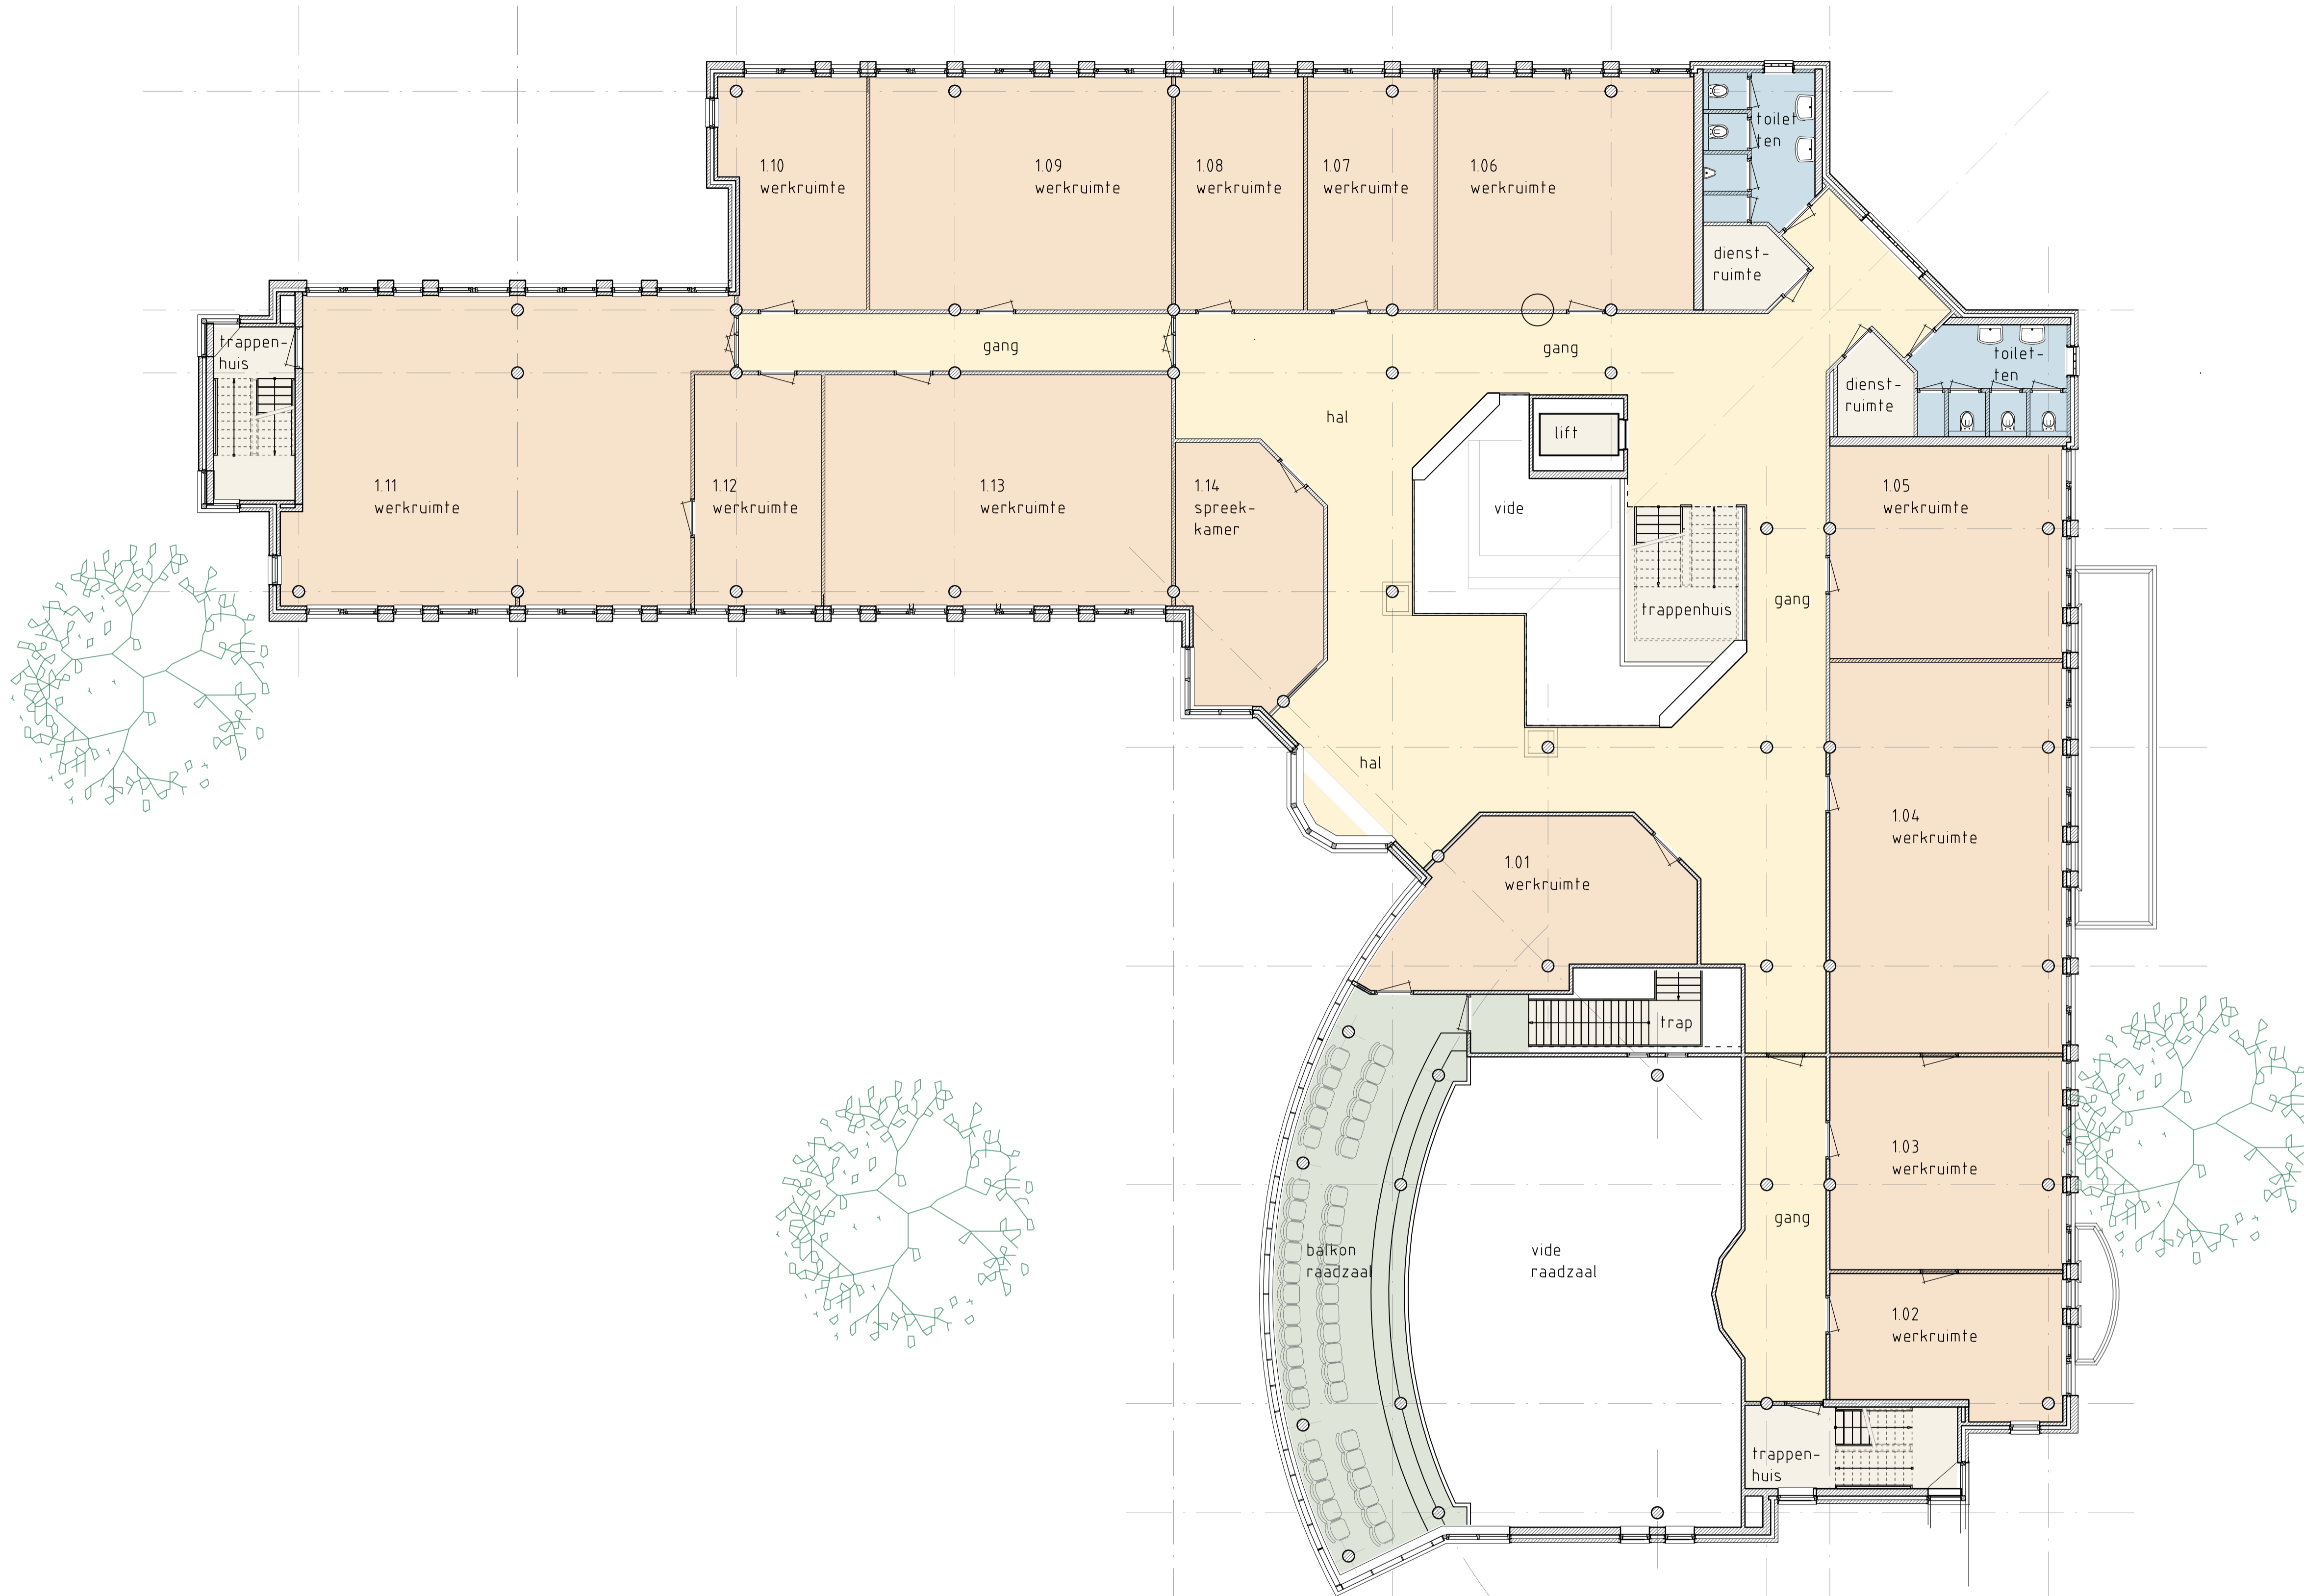 1.10
werkruimte
1.09
werkruimte
1.08
werkruimte
1.07
werkruimte
1.06
werkruimte
toilet-
ten
dienst-
ruimte
trappen-
huis
gang
gang
toilet-
ten
dienst-
ruimte
hal
lift
1.11
werkruimte
1.12
werkruimte
1.13
werkruimte
1.14
spreek-
kamer
vide
1.05
werkruimte
trappenhuis
gang
hal
1.04
werkruimte
1.01
werkruimte
trap
1.03
werkruimte
gang
balkon
raadzaal
vide
raadzaal
1.02
werkruimte
trappen-
huis